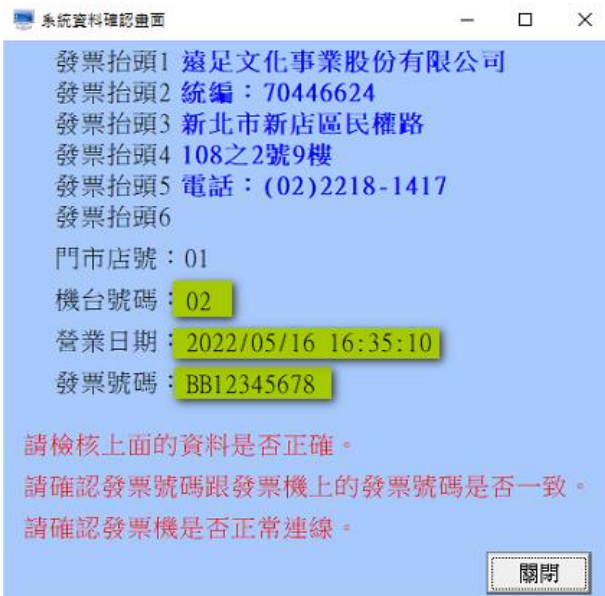 系統資料確認畫面
發票抬頭1 遠足文化事業股份有限公司
發票抬頭2 統編：70446624
發票抬頭3 新北市新店區民權路
發票抬頭4 108之2號9樓
發票抬頭5 電話：(02)2218-1417
發票抬頭6
門市店號：01
機台號碼：02
營業日期：2022/05/16 16:35:10
發票號碼：BB12345678
請檢核上面的資料是否正確。
請確認發票號碼跟發票機上的發票號碼是否一致。
請確認發票機是否正常連線。
關閉